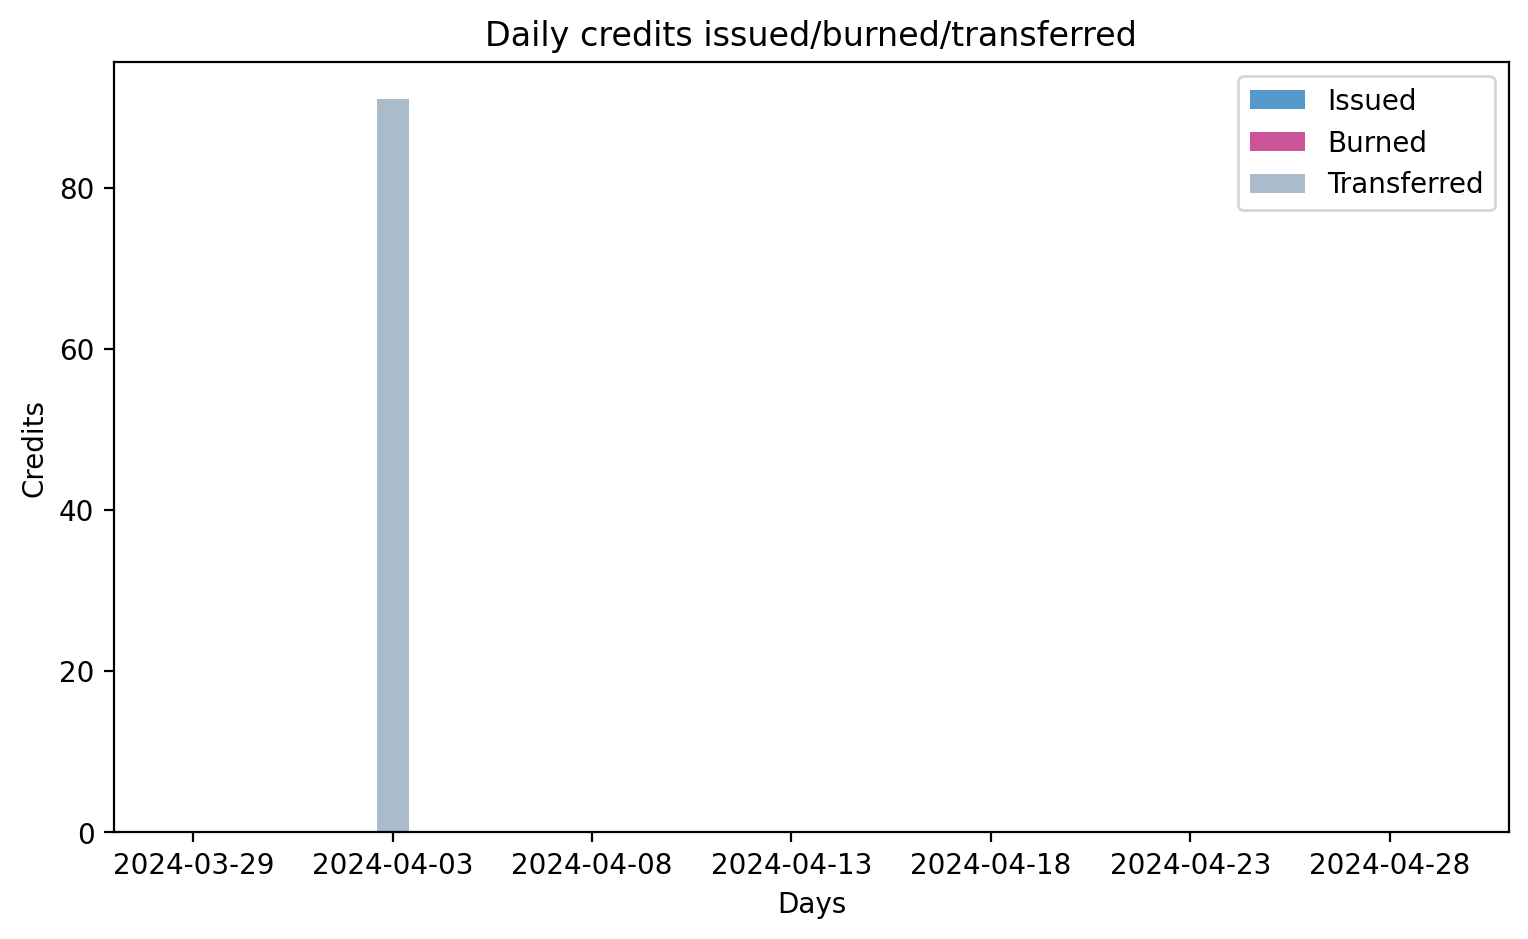 Daily credits issued/burned/transferred
Issued
Burned
Transferred
80
60
40
20
0
Credits
2024-03-29 2024-04-03 2024-04-08 2024-04-13 2024-04-18 2024-04-23 2024-04-28
Days